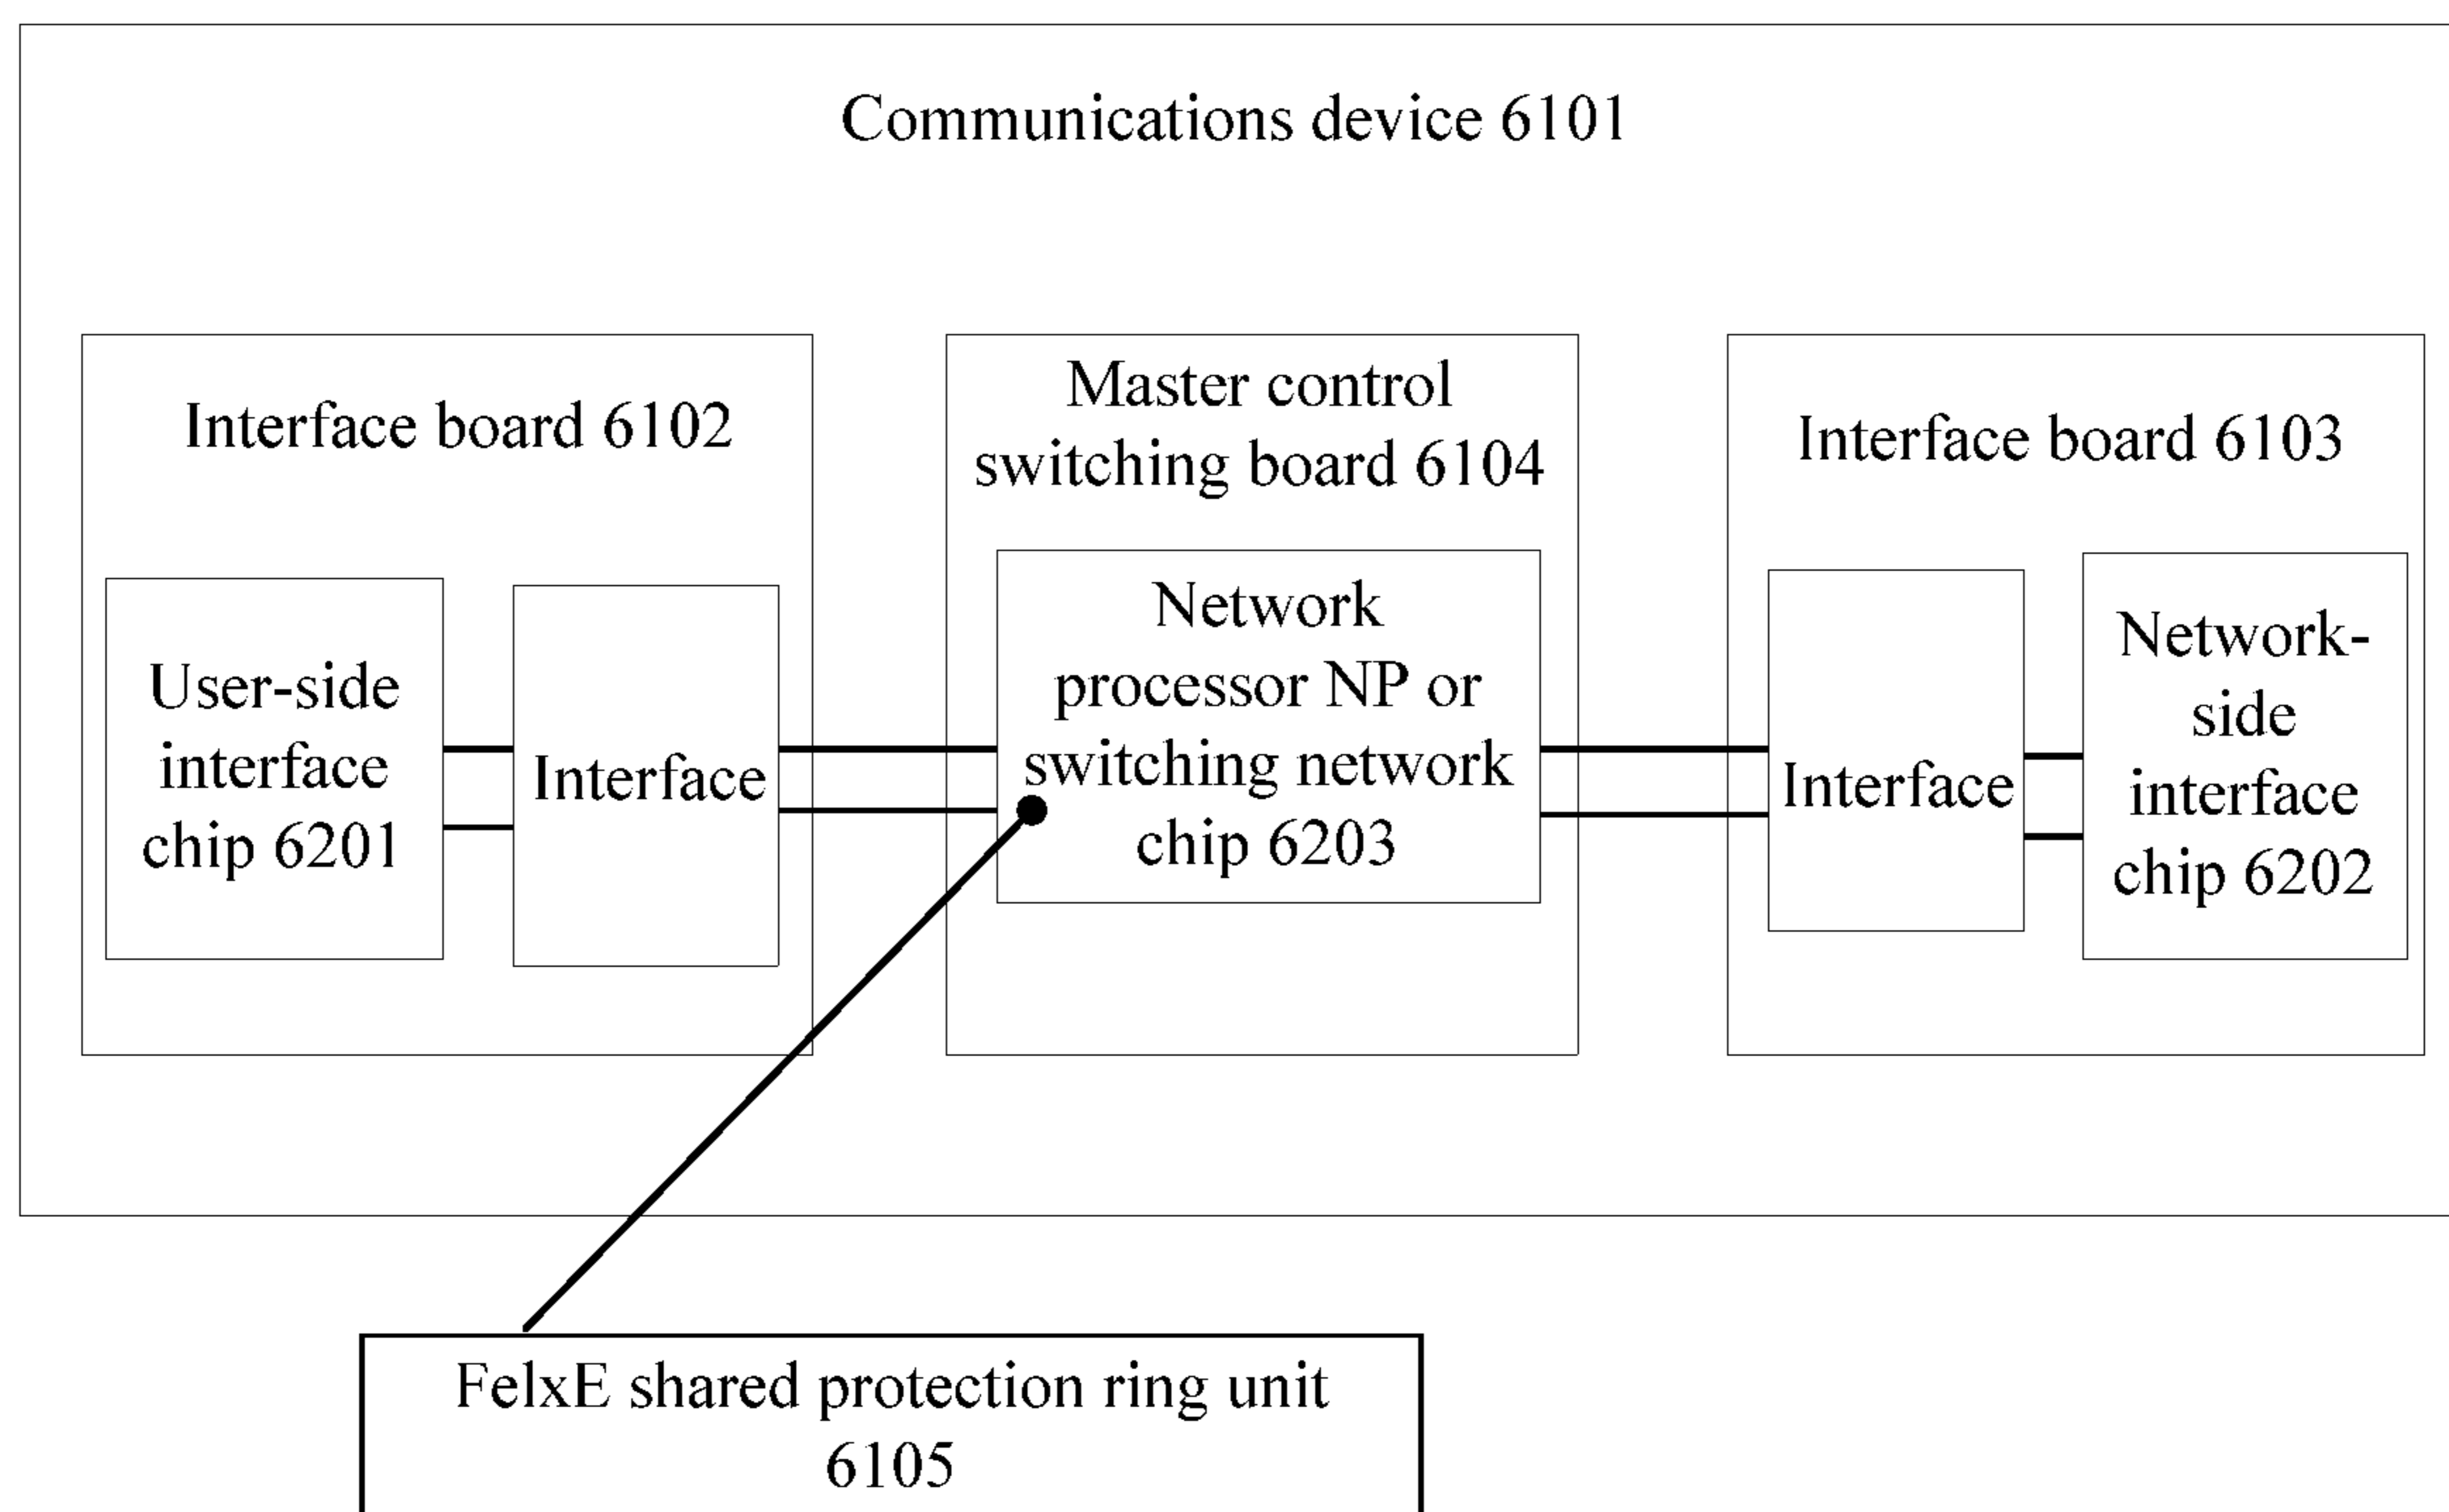 Communications device 6101
Interface board 6102
User-side
interface
chip 6201
Interface
Master control
switching board 6104
Network
processor NP or
switching network
chip 6203
Interface board 6103
Interface
Network-
side
interface
chip 6202
FelxE shared protection ring unit
6105